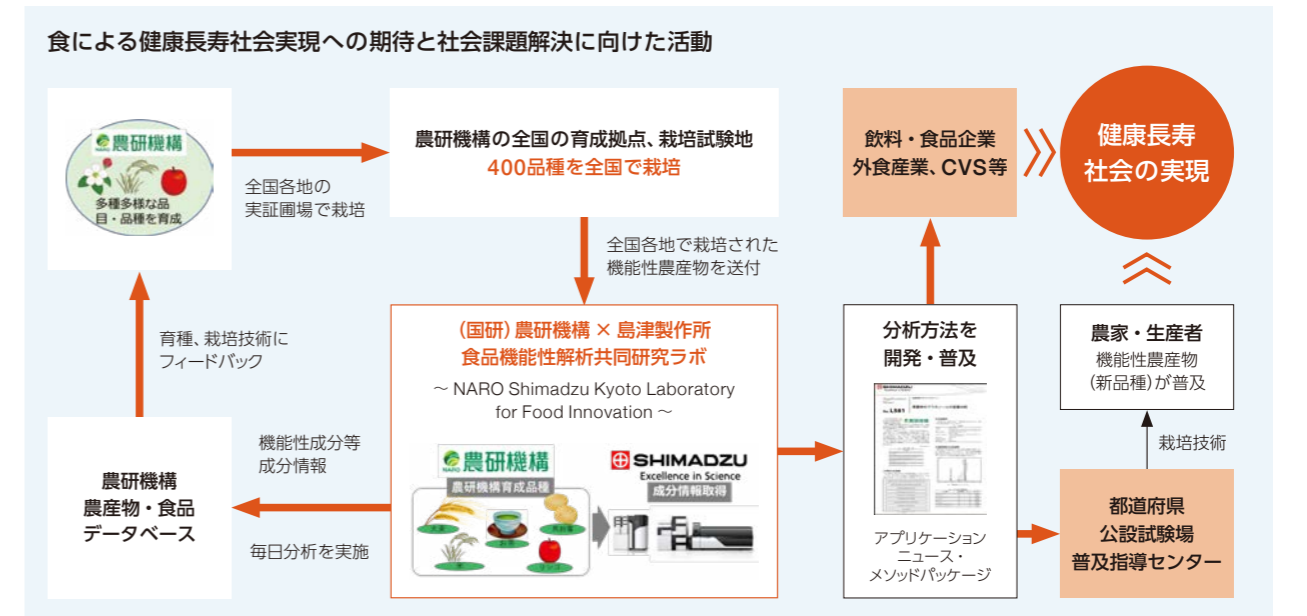 食による健康長寿社会実現への期待と社会課題解決に向けた活動
農研機構
多種多様な品
目・品種を育成
全国各地の
実証圃場で栽培
農研機構の全国の育成拠点、栽培試験地
400品種を全国で栽培
全国各地で栽培された
機能性農産物を送付
飲料・食品企業
外食産業、CVS等
健康長寿
社会の実現
育種、栽培技術に
フィードバック
(国研)農研機構 × 島津製作所
食品機能性解析共同研究ラボ
~ NARO Shimadzu Kyoto Laboratory
for Food Innovation ~
NARO
農研機構
農研機構育成品種
お茶
リンゴ
SHIMADZU
Excellence in Science
成分情報取得
機能性成分等
成分情報
毎日分析を実施
農研機構
農産物・食品
データベース
分析方法を
開発・普及
SHIMADZU
No. L581
アプリケーション
ニュース・
メソッドパッケージ
農家・生産者
機能性農産物
(新品種)が普及
栽培技術
都道府県
公設試験場
普及指導センター